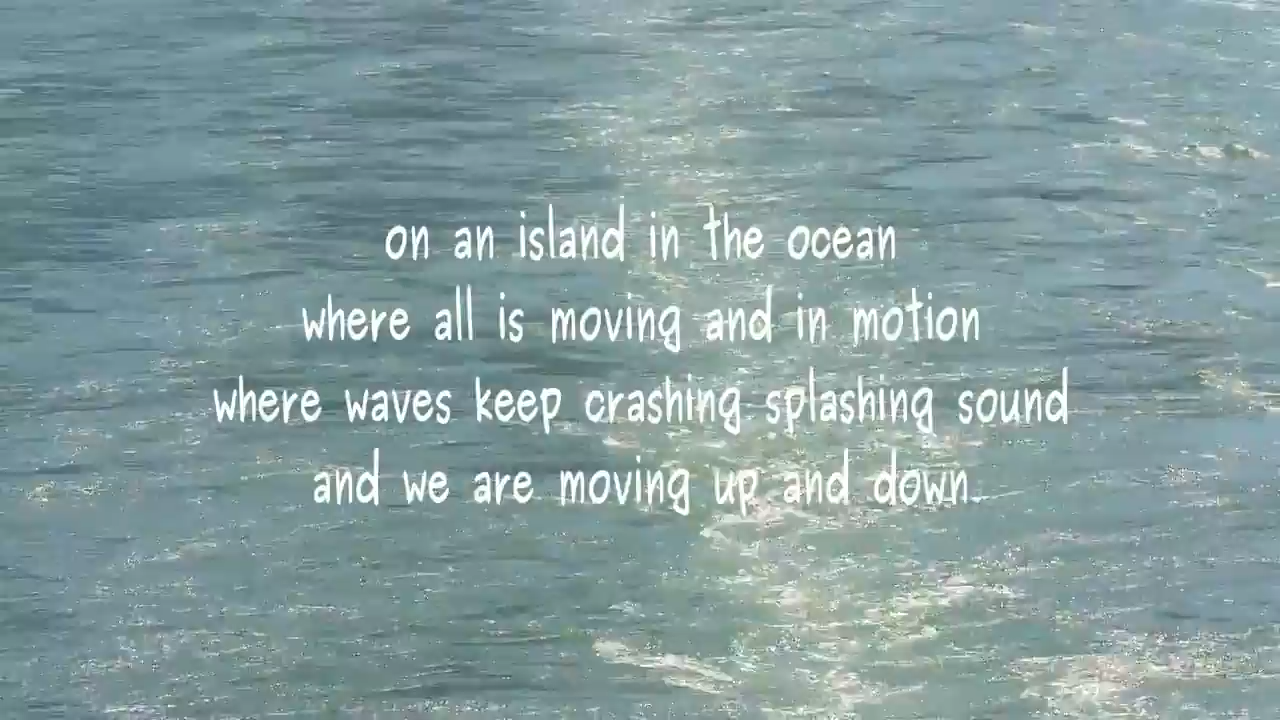 on an island in the ocean
where all is moving and in motion
where waves keep crashing splashing sound
and we are moving up and down